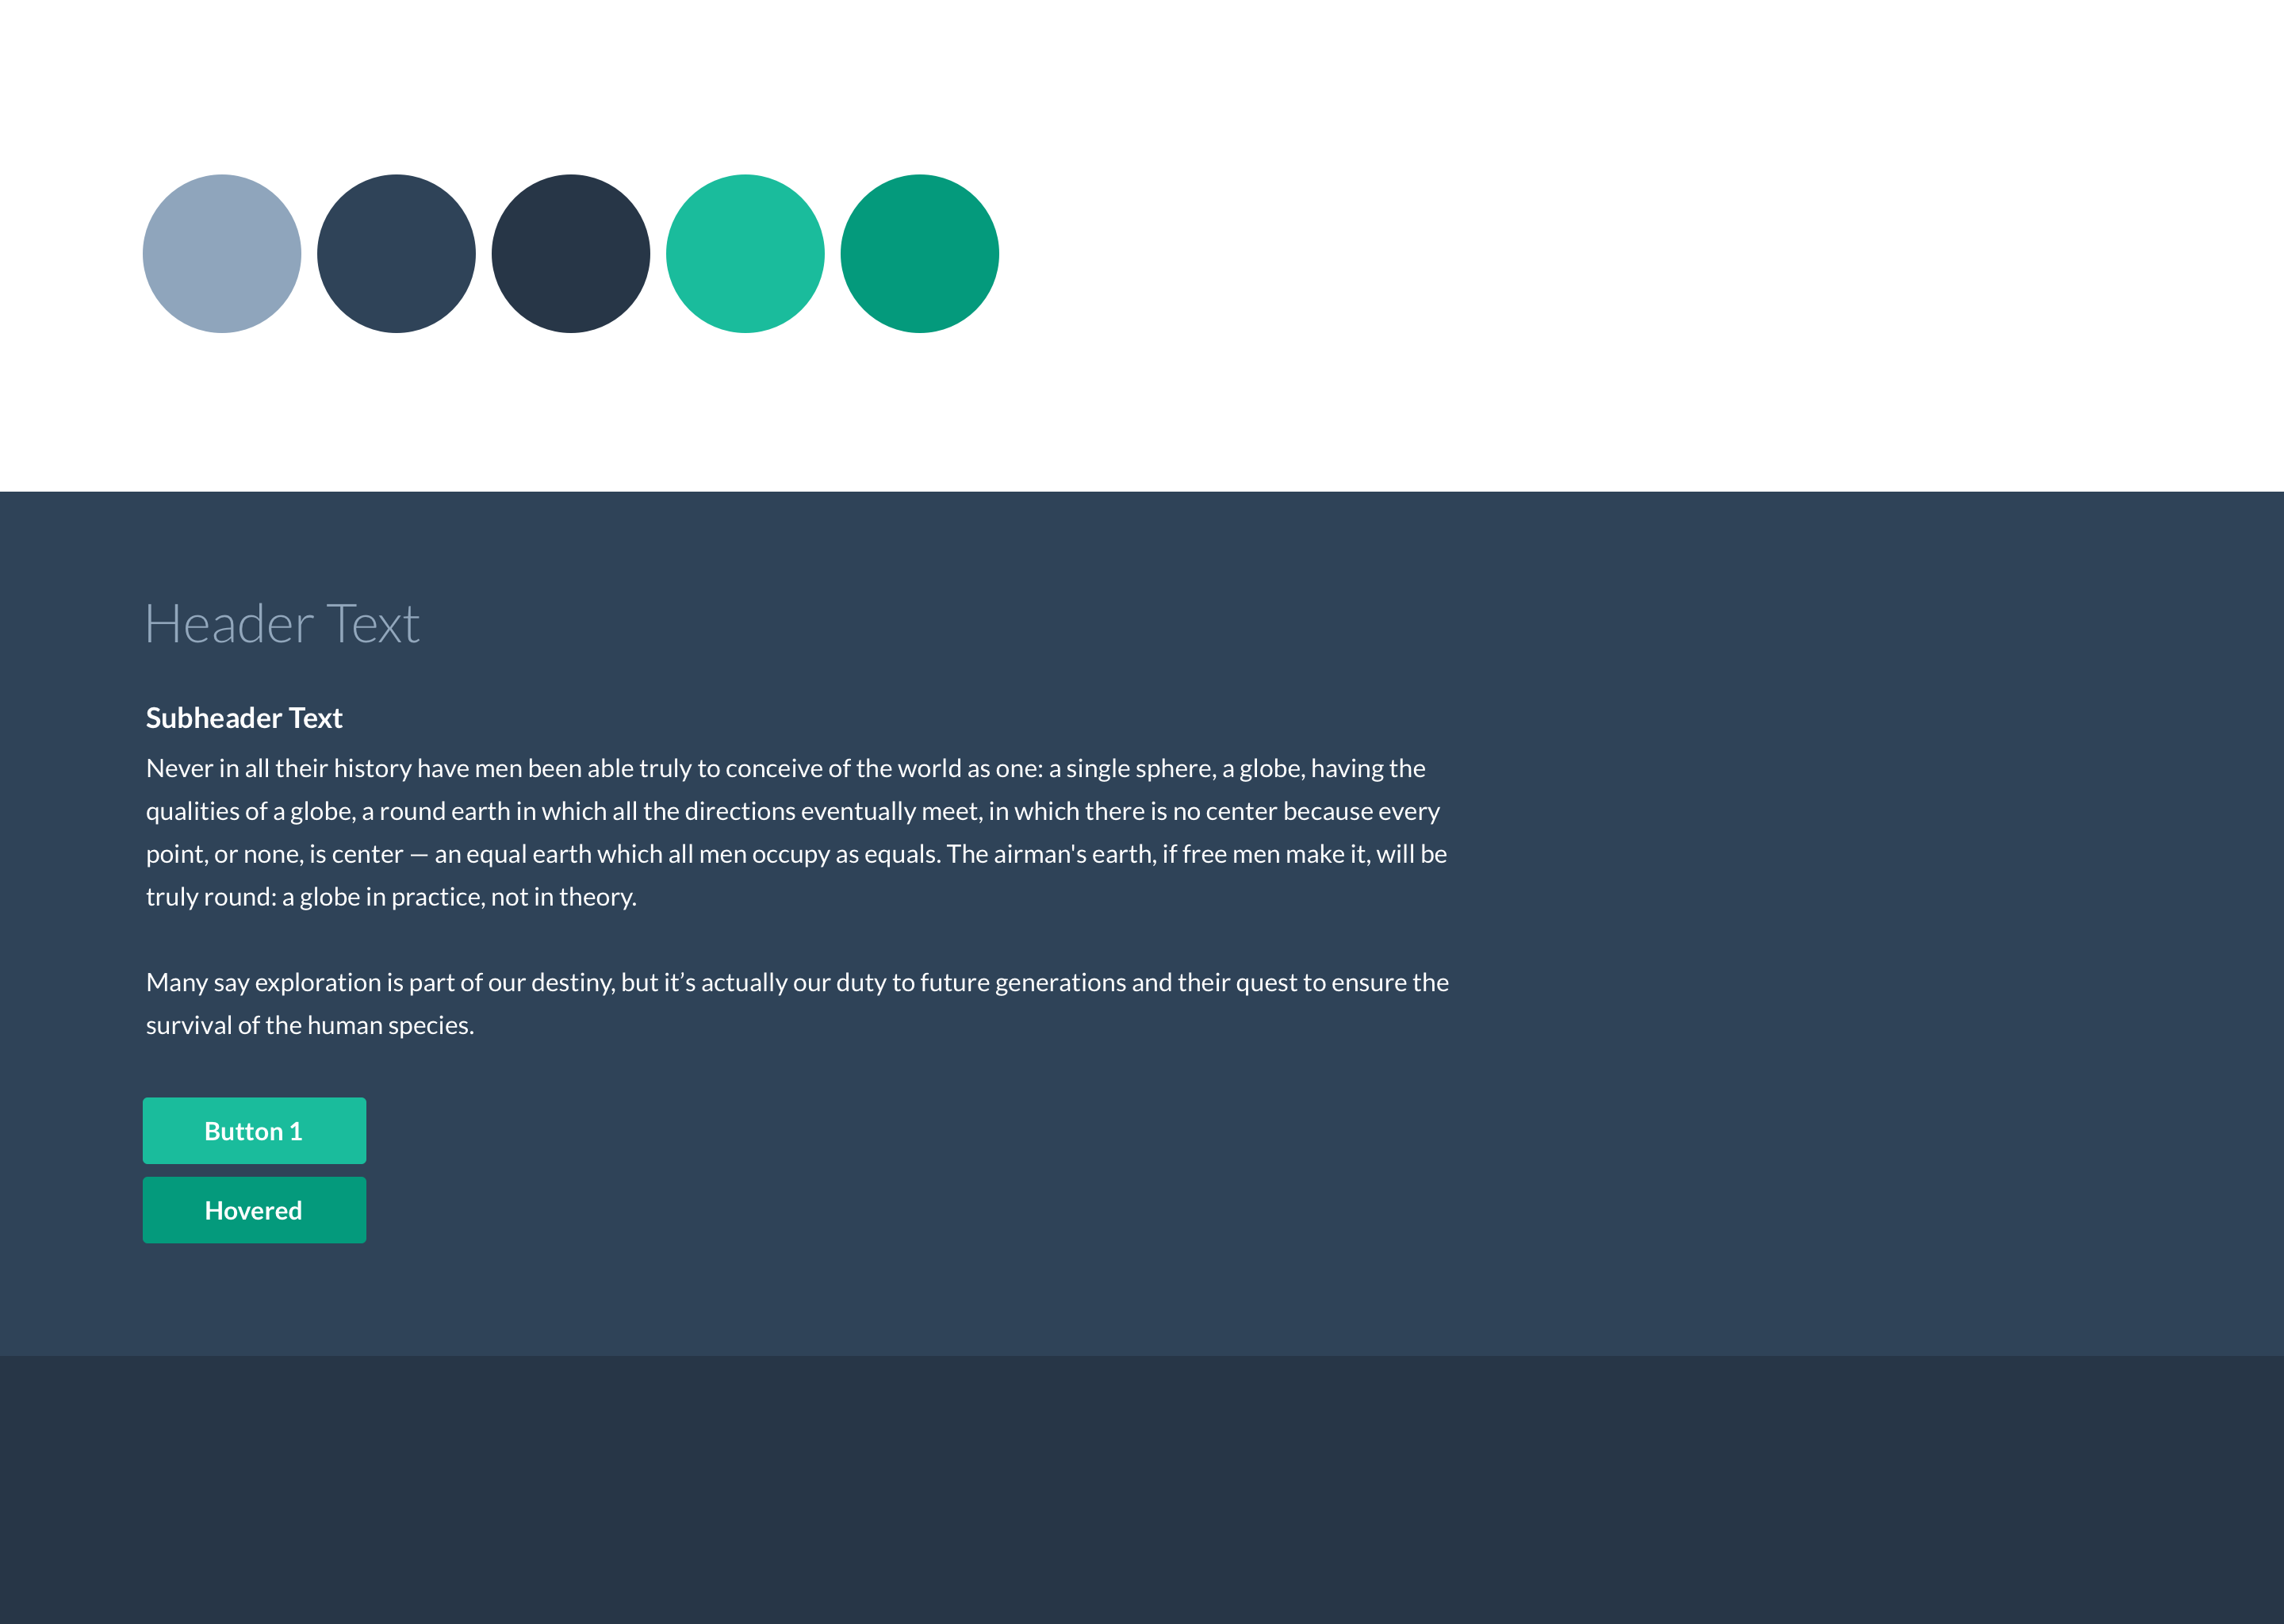 Header Text
Subheader Text
Never in all their history have men been able truly to conceive of the world as one: a single sphere, a globe, having the
qualities of a globe, a round earth in which all the directions eventually meet, in which there is no center because every
point, or none, is center — an equal earth which all men occupy as equals. The airman's earth, if free men make it, will be
truly round: a globe in practice, not in theory.
Many say exploration is part of our destiny, but it’s actually our duty to future generations and their quest to ensure the
survival of the human species.
Button 1
Hovered